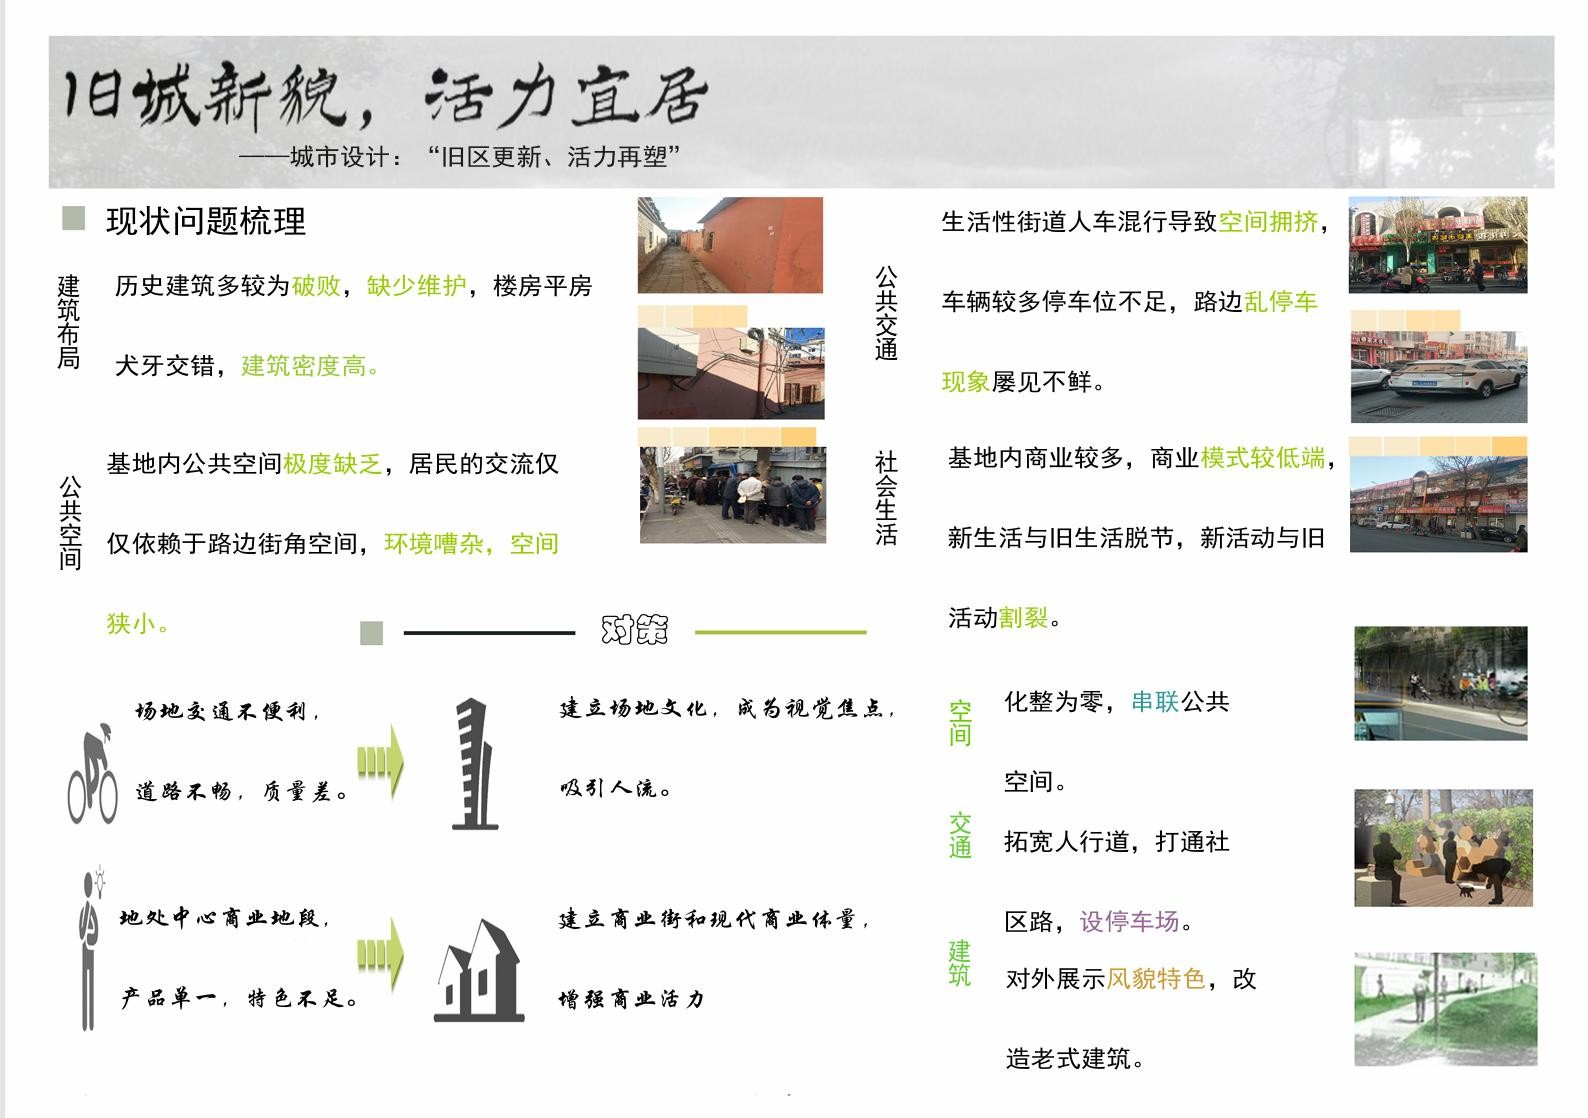 旧城新貌，活力宜居
——城市设计：“旧区更新、活力再塑”
现状问题梳理
建筑布局
历史建筑多较为破败，缺少维护，楼房平房
犬牙交错，建筑密度高。
公共空间
基地内公共空间极度缺乏，居民的交流仅
仅依赖于路边街角空间，环境嘈杂，空间
狭小。
公共交通
生活性街道人车混行导致空间拥挤，
车辆较多停车位不足，路边乱停车
现象屡见不鲜。
社会生活
基地内商业较多，商业模式较低端，
新生活与旧生活脱节，新活动与旧
活动割裂。
对策
场地交通不便利，
道路不畅，质量差。
建立场地文化，成为视觉焦点，
吸引人流。
地处中心商业地段，
产品单一，特色不足。
建立商业街和现代商业体量，
增强商业活力
空间
化整为零，串联公共
空间。
交通
拓宽人行道，打通社
区路，设停车场。
建筑
对外展示风貌特色，改
造老式建筑。